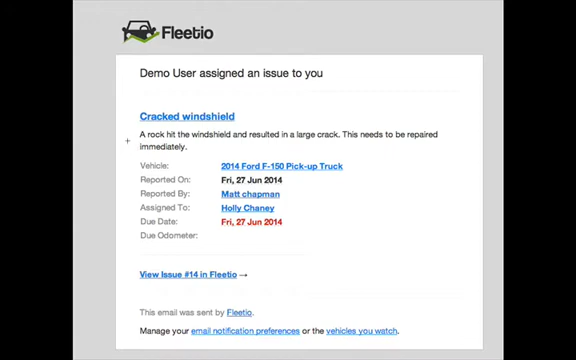 Fleetio
Demo User assigned an issue to you
Cracked windshield
A rock hit the windshield and resulted in a large crack. This needs to be repaired
immediately.
Vehicle: 2014 Ford F-150 Pick-up Truck
Reported On: Fri, 27 Jun 2014
Reported By: Matt chapman
Assigned To: Holly Chaney
Due Date: Fri, 27 Jun 2014
Due Odometer:
View Issue #14 in Fleetio →
This email was sent by Fleetio.
Manage your email notification preferences or the vehicles you watch.